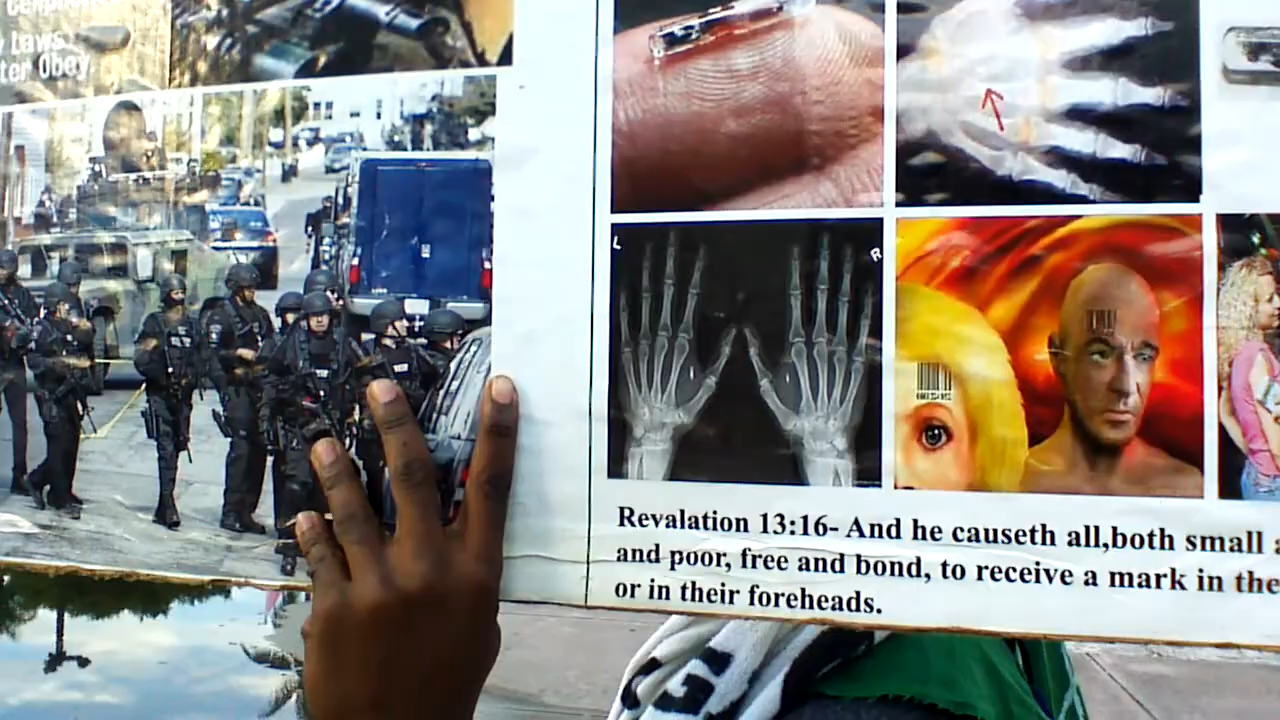 Laws
ter Obey.
L
R
Revalation 13:16- And he causeth all,both small
and poor, free and bond, to receive a mark in the
or in their foreheads.
G